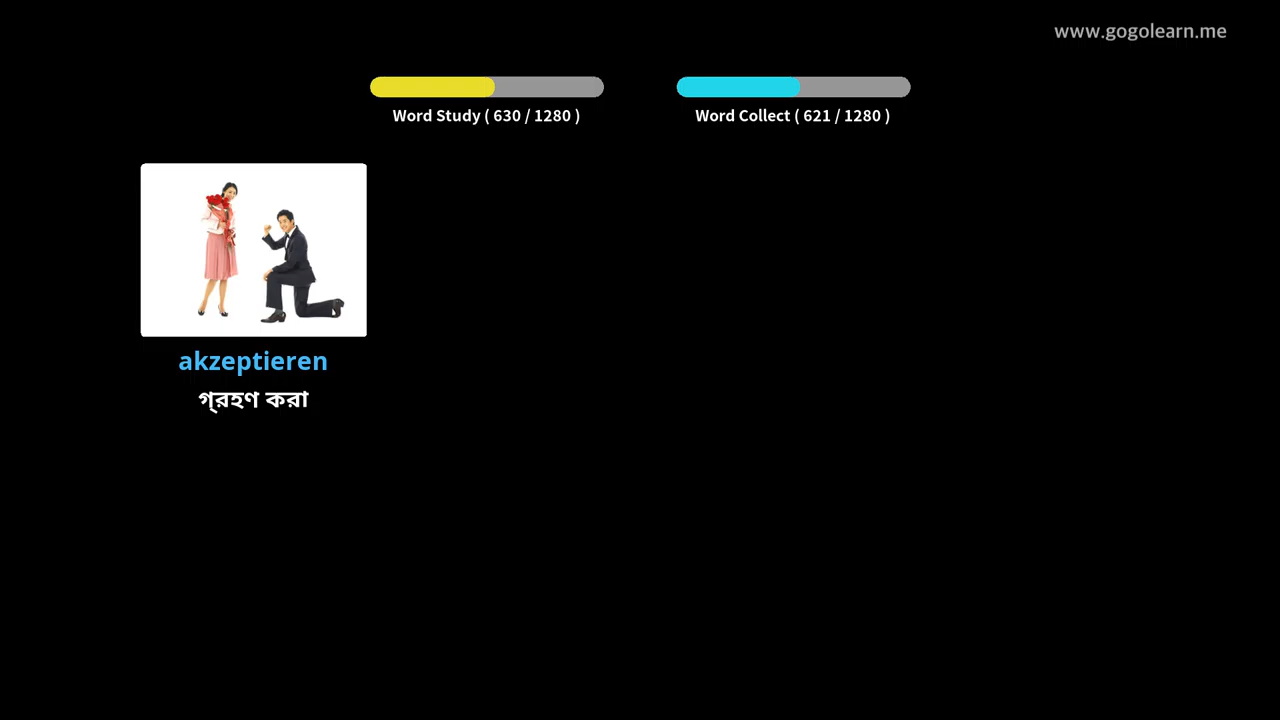 www.gogolearn.me
Word Study ( 630 / 1280 )
Word Collect ( 621 / 1280 )
akzeptieren
গ্রহণ করা